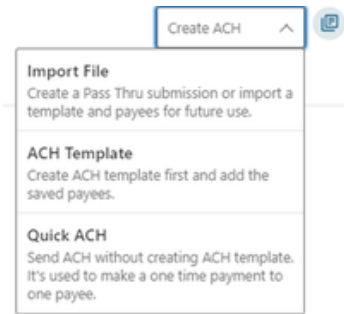 Create ACH
Import File
Create a Pass Thru submission or import a
template and payees for future use.
ACH Template
Create ACH template first and add the
saved payees.
Quick ACH
Send ACH without creating ACH template.
It's used to make a one time payment to
one payee.